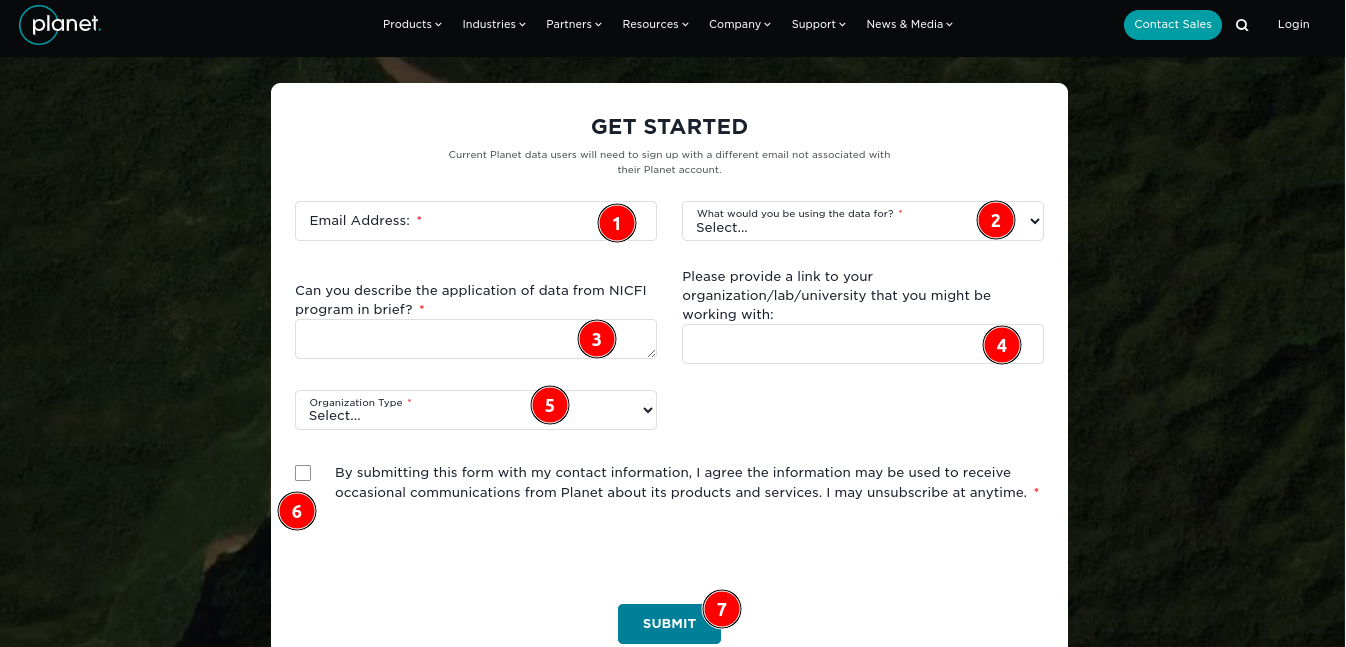 planet.
Products Industries Partners Resources Company Support News & Media Contact Sales Login
GET STARTED
Current Planet data users will need to sign up with a different email not associated with
their Planet account.
Email Address: * 1
What would you be using the data for? *
Select... 2
Can you describe the application of data from NICFI
program in brief? *
3
Please provide a link to your
organization/lab/university that you might be
working with:
4
Organization Type *
Select... 5
By submitting this form with my contact information, I agree the information may be used to receive
occasional communications from Planet about its products and services. I may unsubscribe at anytime. *
6
7
SUBMIT